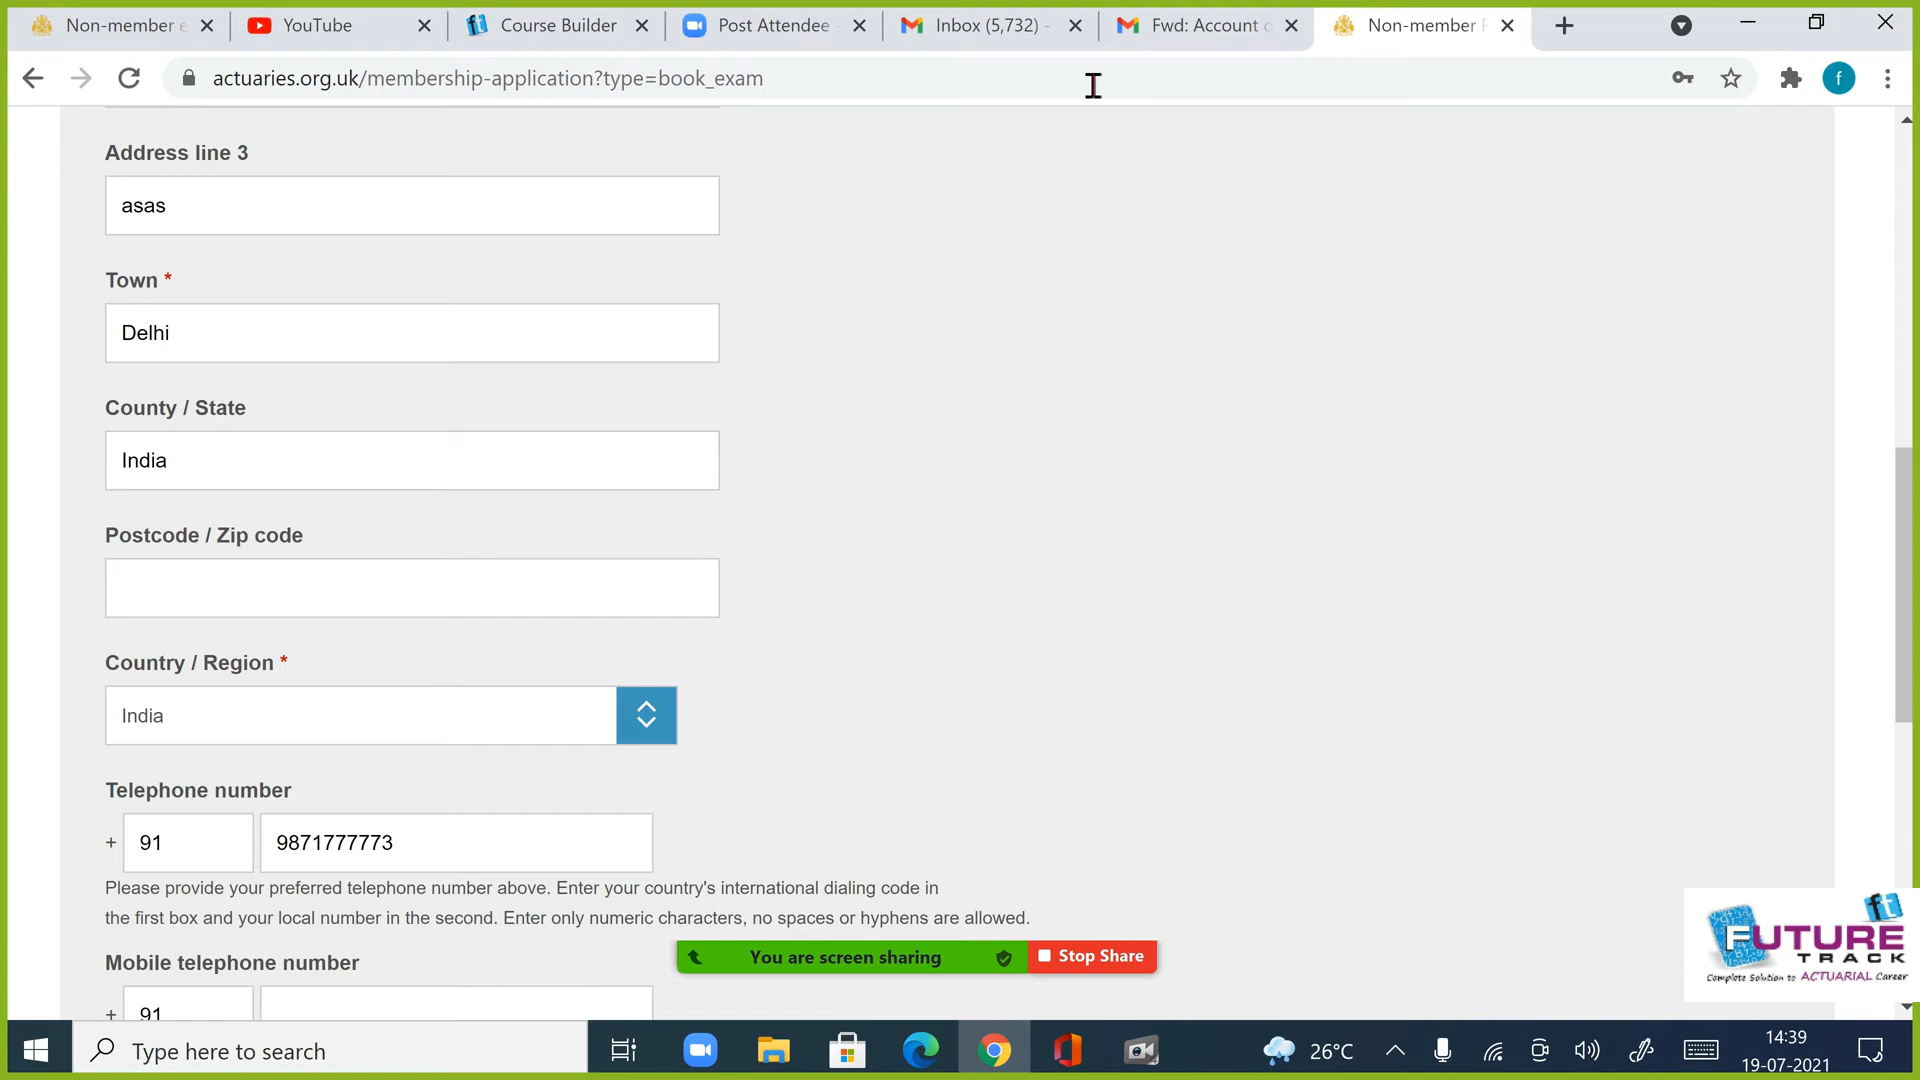 Non-member e
YouTube
Course Builder
Post Attendee
Inbox (5,732) -
Fwd: Account c
Non-member F
actuaries.org.uk/membership-application?type=book_exam
f
Address line 3
asas
Town *
Delhi
County / State
India
Postcode / Zip code
Country / Region *
India
Telephone number
+ 91 9871777773
Please provide your preferred telephone number above. Enter your country's international dialing code in
the first box and your local number in the second. Enter only numeric characters, no spaces or hyphens are allowed.
You are screen sharing
Stop Share
Mobile telephone number
+ 91
ft
FUTURE
TRACK
Complete Solution to ACTUARIAL Career
Type here to search
26°C
14:39
19-07-2021